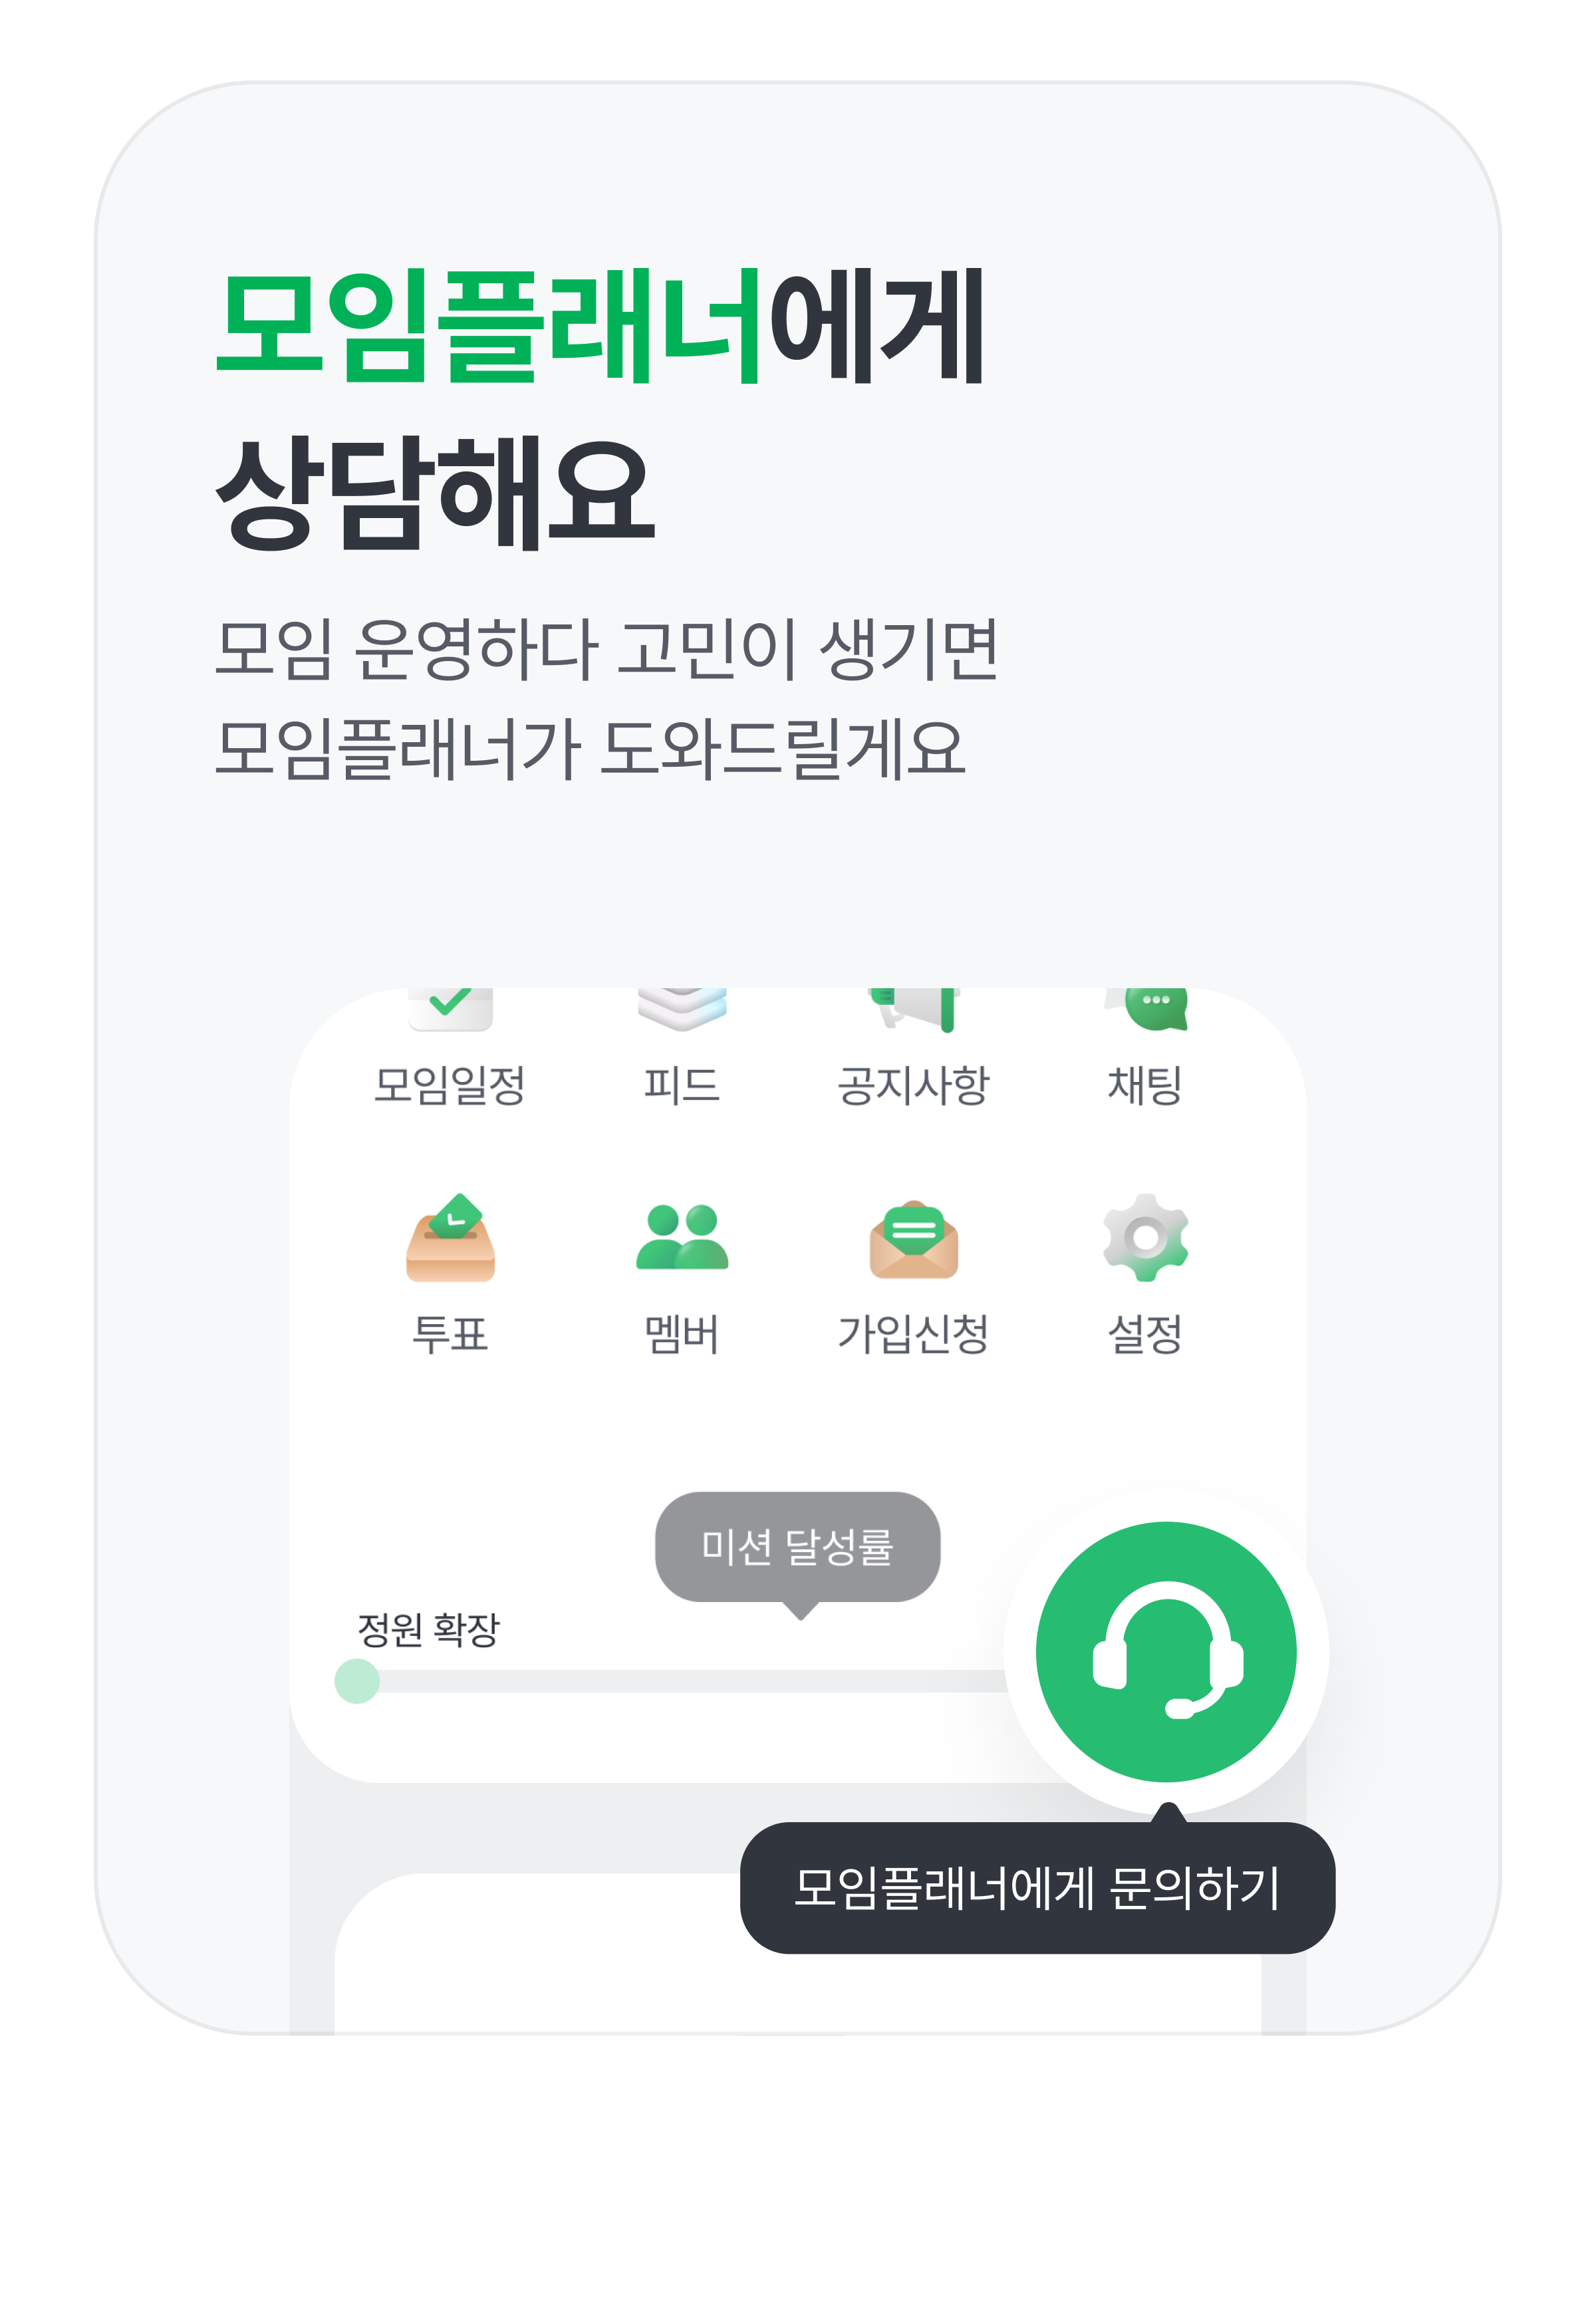 모임플래너에게
상담해요
모임 운영하다 고민이 생기면
모임플래너가 도와드릴게요
모임일정 피드 공지사항 채팅
투표 멤버 가입신청 설정
미션 달성률
정원 확장
모임플래너에게 문의하기